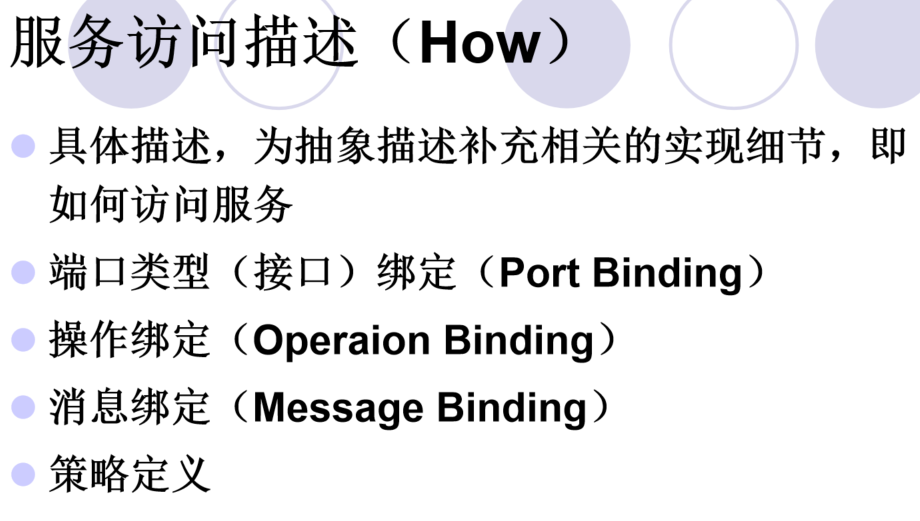 服务访问描述（How）
具体描述，为抽象描述补充相关的实现细节，即
如何访问服务
端口类型（接口）绑定（Port Binding）
操作绑定（Operaion Binding）
消息绑定（Message Binding）
策略定义